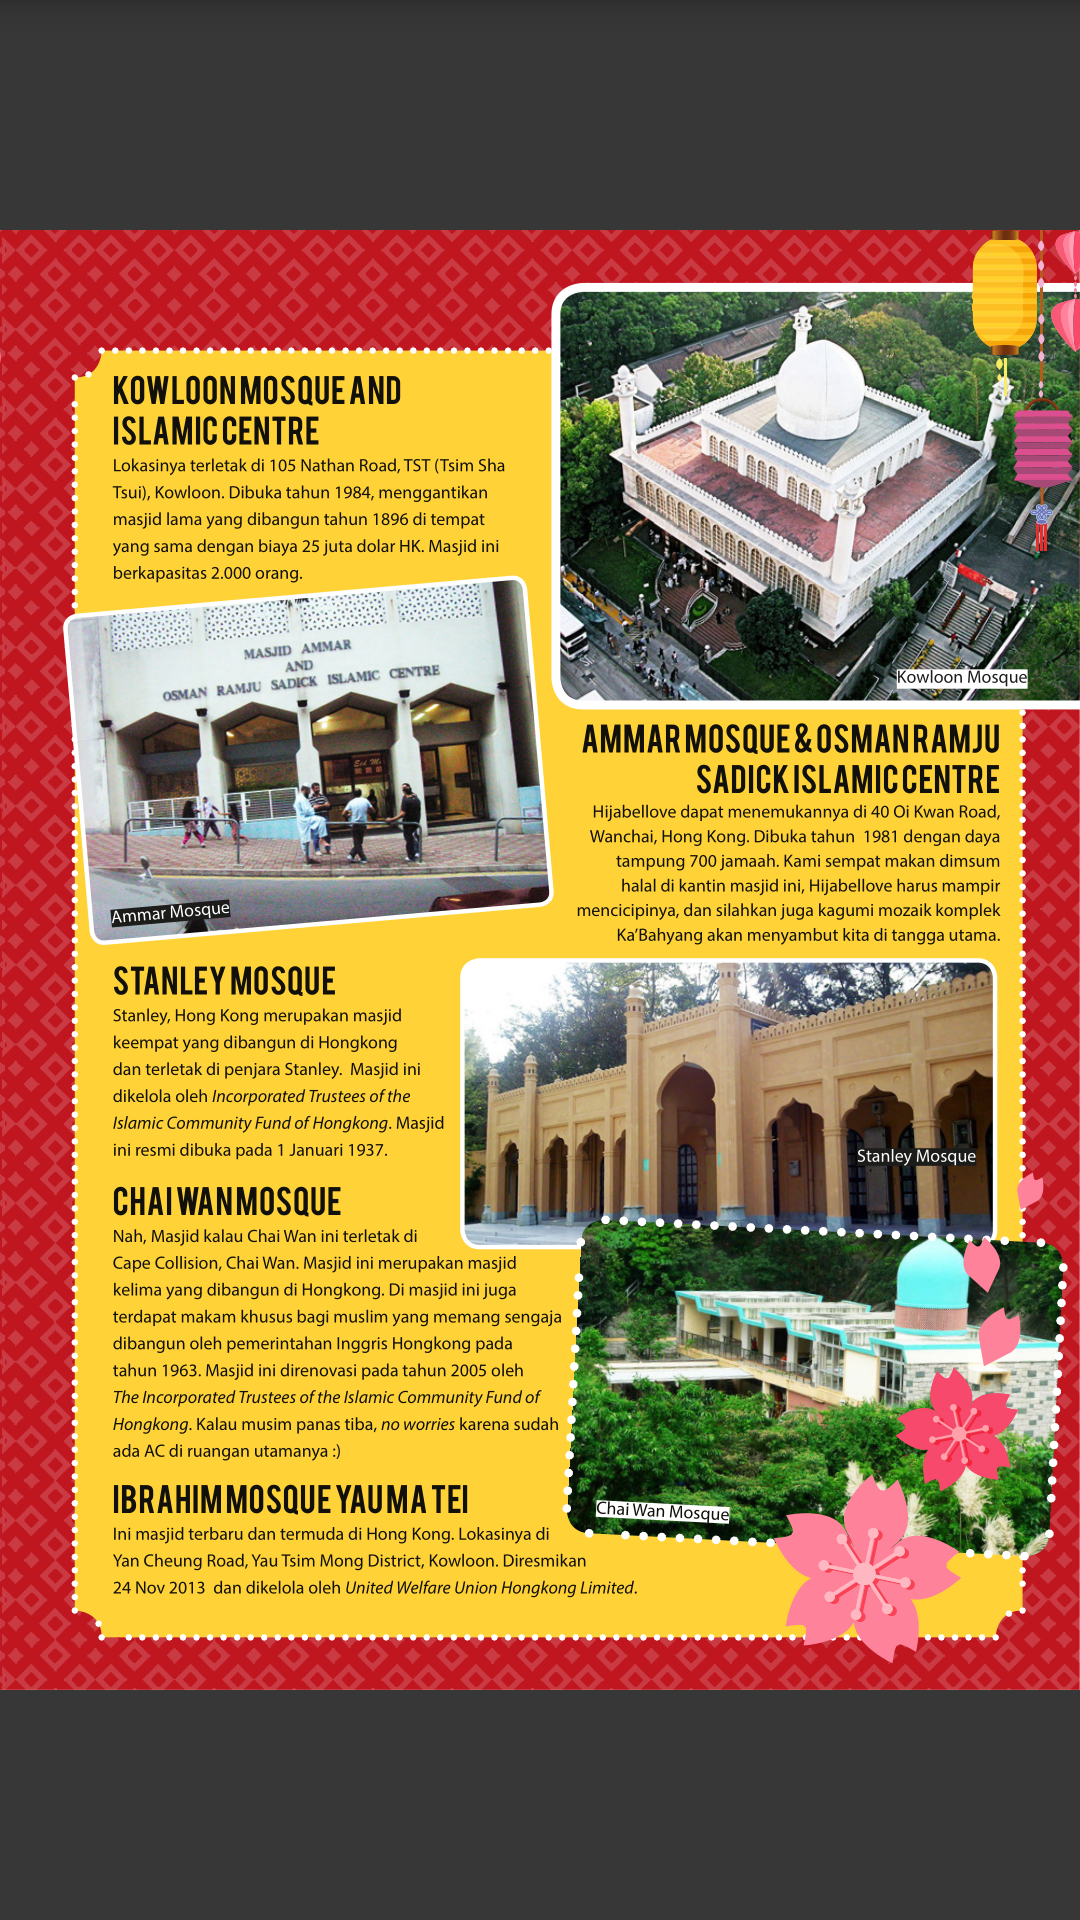 KOWLOON MOSQUE AND
ISLAMIC CENTRE
Lokasinya terletak di 105 Nathan Road, TST (Tsim Sha
Tsui), Kowloon. Dibuka tahun 1984, menggantikan
masjid lama yang dibangun tahun 1896 di tempat
yang sama dengan biaya 25 juta dolar HK. Masjid ini
berkapasitas 2.000 orang.
Kowloon Mosque
MASJID AMMAR
AND
OSMAN RAMJU SADICK ISLAMIC CENTRE
Ammar Mosque
AMMAR MOSQUE & OSMAN RAMJU
SADICK ISLAMIC CENTRE
Hijabellove dapat menemukannya di 40 Oi Kwan Road,
Wanchai, Hong Kong. Dibuka tahun  1981 dengan daya
tampung 700 jamaah. Kami sempat makan dimsum
halal di kantin masjid ini, Hijabellove harus mampir
mencicipinya, dan silahkan juga kagumi mozaik komplek
Ka'Bahyang akan menyambut kita di tangga utama.
STANLEY MOSQUE
Stanley, Hong Kong merupakan masjid
keempat yang dibangun di Hongkong
dan terletak di penjara Stanley.  Masjid ini
dikelola oleh Incorporated Trustees of the
Islamic Community Fund of Hongkong. Masjid
ini resmi dibuka pada 1 Januari 1937.
Stanley Mosque
CHAI WAN MOSQUE
Nah, Masjid kalau Chai Wan ini terletak di
Cape Collision, Chai Wan. Masjid ini merupakan masjid
kelima yang dibangun di Hongkong. Di masjid ini juga
terdapat makam khusus bagi muslim yang memang sengaja
dibangun oleh pemerintahan Inggris Hongkong pada
tahun 1963. Masjid ini direnovasi pada tahun 2005 oleh
The Incorporated Trustees of the Islamic Community Fund of
Hongkong. Kalau musim panas tiba, no worries karena sudah
ada AC di ruangan utamanya :)
Chai Wan Mosque
IBRAHIM MOSQUE YAU MA TEI
Ini masjid terbaru dan termuda di Hong Kong. Lokasinya di
Yan Cheung Road, Yau Tsim Mong District, Kowloon. Diresmikan
24 Nov 2013  dan dikelola oleh United Welfare Union Hongkong Limited.